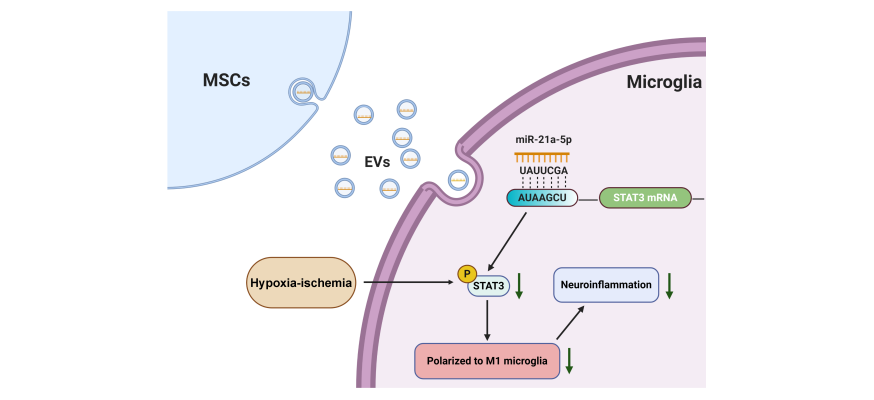 MSCs
Microglia
EVs
miR-21a-5p
UAUUCGA
AUAAGCU
STAT3 mRNA
Hypoxia-ischemia
P
STAT3
Neuroinflammation
Polarized to M1 microglia